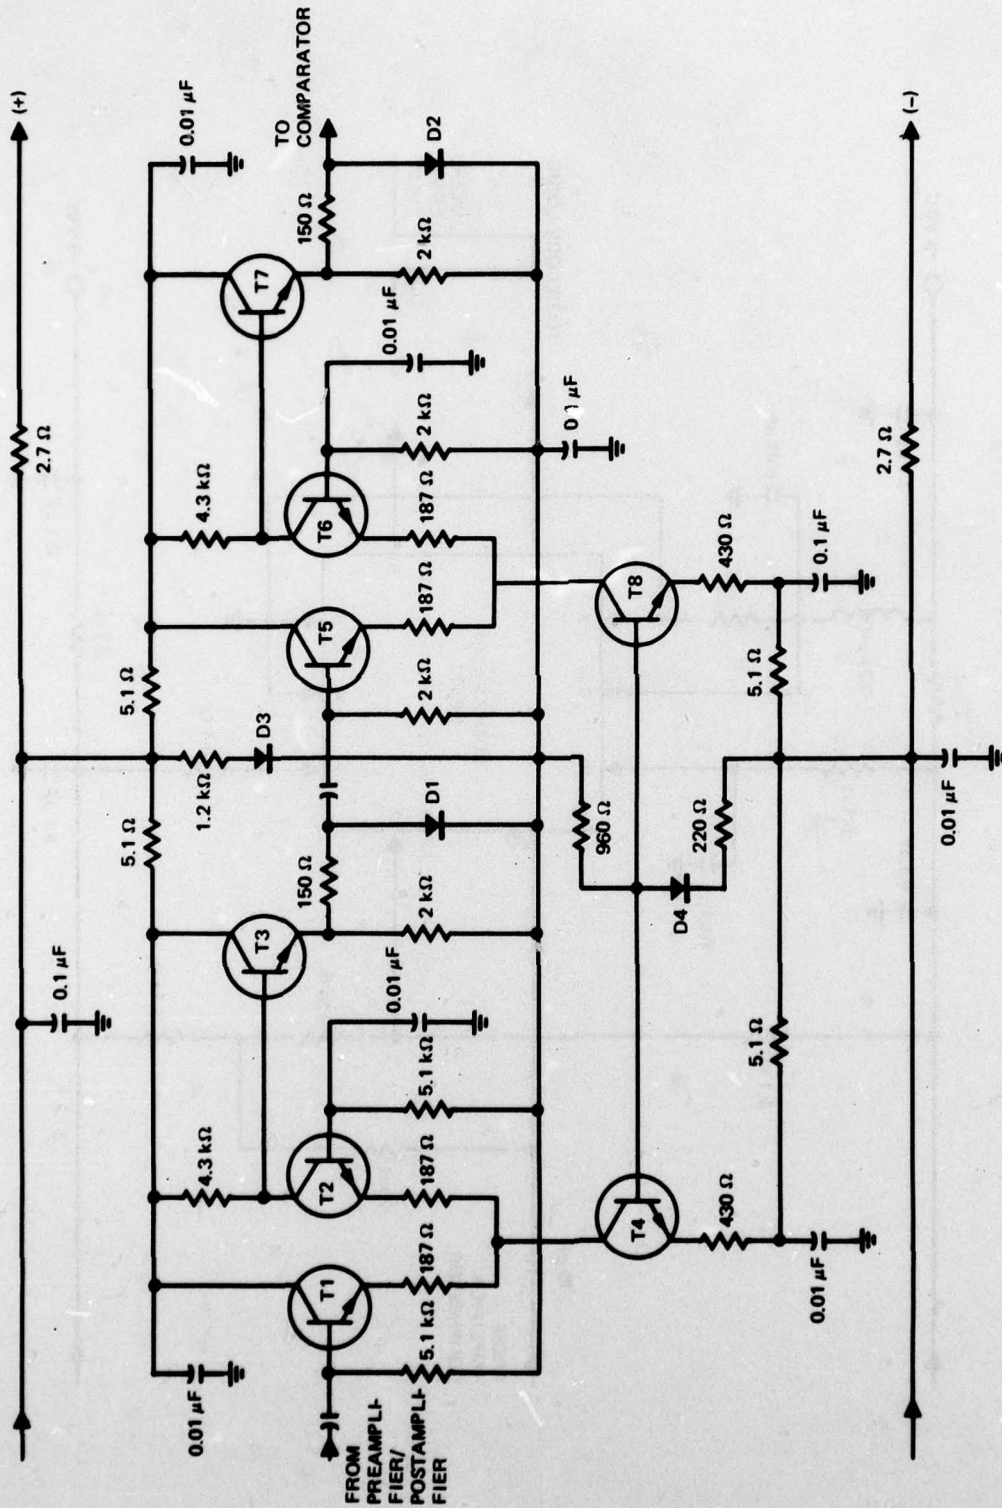 (+)
2.7 Ω
0.1 μF
0.01 μF
0.01 μF
5.1 Ω
5.1 Ω
4.3 kΩ
4.3 kΩ
1.2 kΩ
D3
T3
T7
TO
COMPARATOR
150 Ω
150 Ω
T1
T2
T5
T6
FROM
PREAMPLI-
FIER/
POSTAMPLI-
FIER
5.1 kΩ
187 Ω
187 Ω
5.1 kΩ
0.01 μF
2 kΩ
D1
2 kΩ
187 Ω
187 Ω
2 kΩ
0.01 μF
2 kΩ
D2
0.1 μF
960 Ω
T4
T8
D4
220 Ω
430 Ω
430 Ω
5.1 Ω
5.1 Ω
0.01 μF
0.1 μF
2.7 Ω
(-)
0.01 μF